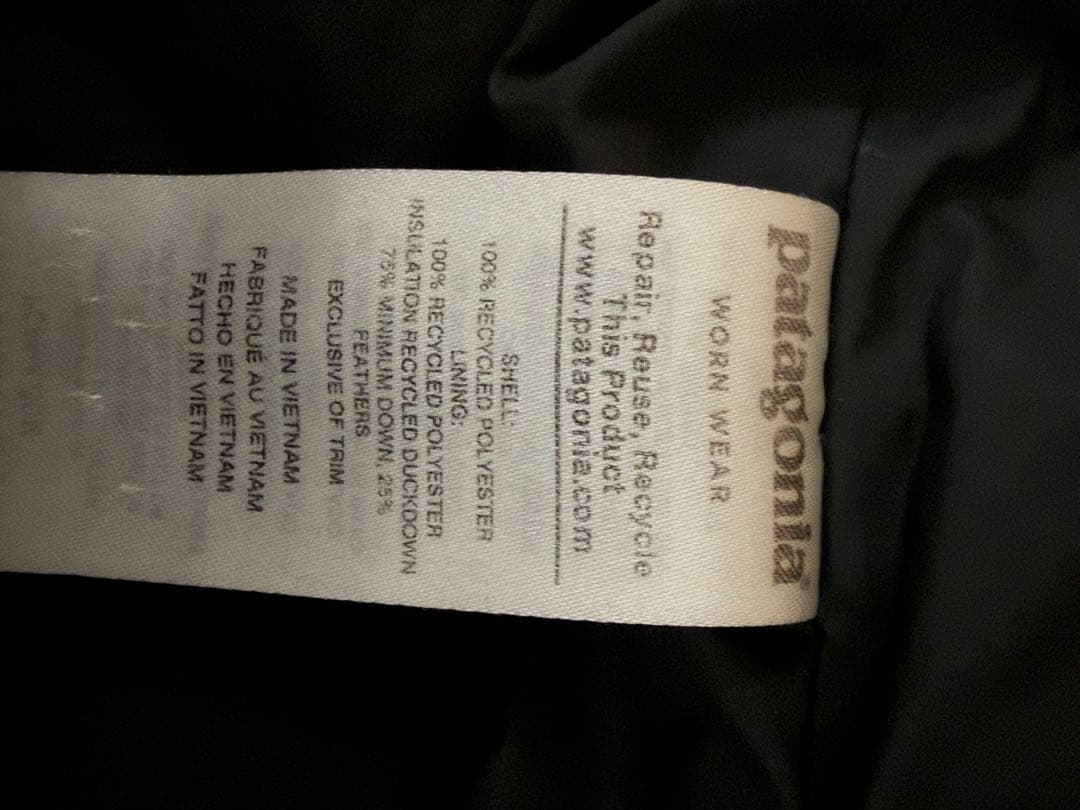 patagonia
WORN WEAR
Repair, Reuse, Recycle
This Product
www.patagonia.com
SHELL:
100% RECYCLED POLYESTER
LINING:
100% RECYCLED POLYESTER
INSULATION RECYCLED DUCKDOWN
75% MINIMUM DOWN, 25%
FEATHERS
EXCLUSIVE OF TRIM
MADE IN VIETNAM
FABRIQUÉ AU VIETNAM
HECHO EN VIETNAM
FATTO IN VIETNAM